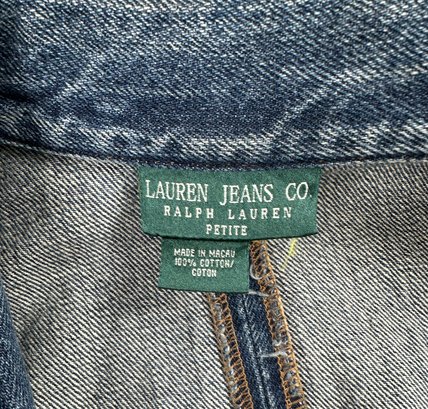 LAUREN JEANS CO.
RALPH LAUREN
PETITE
MADE IN MACAU
100% COTTON/
COTON